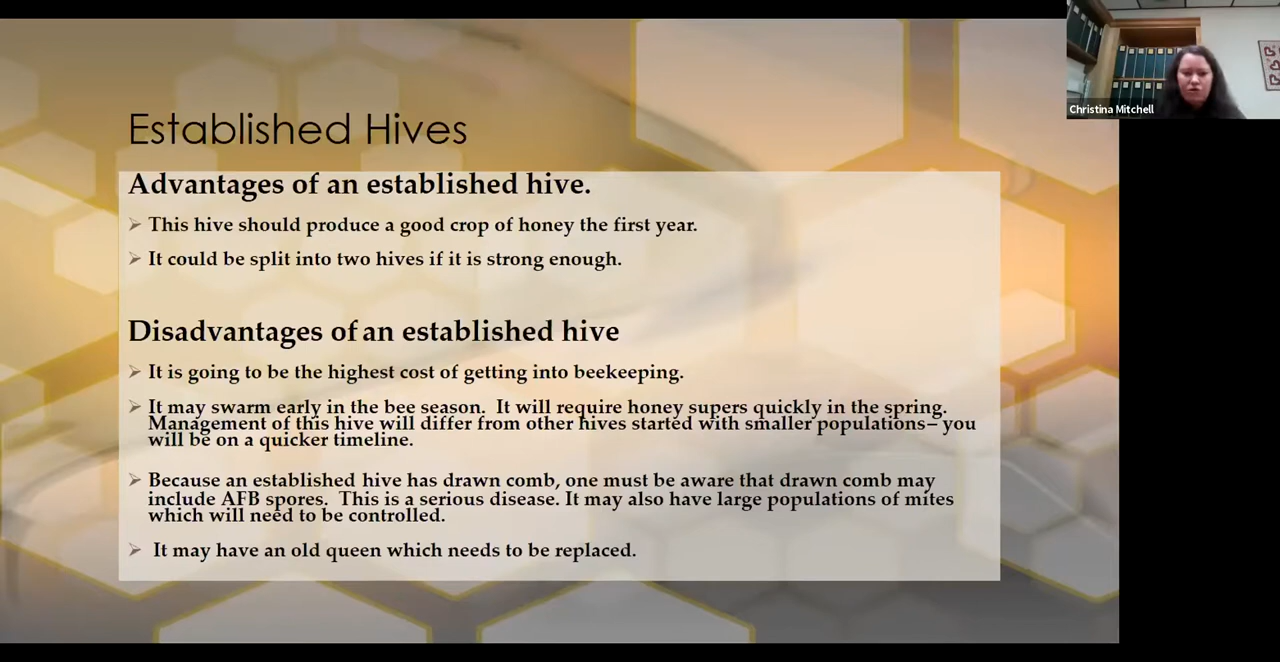 Established Hives
Advantages of an established hive.
This hive should produce a good crop of honey the first year.
It could be split into two hives if it is strong enough.
Disadvantages of an established hive
It is going to be the highest cost of getting into beekeeping.
It may swarm early in the bee season. It will require honey supers quickly in the spring.
Management of this hive will differ from other hives started with smaller populations– you
will be on a quicker timeline.
Because an established hive has drawn comb, one must be aware that drawn comb may
include AFB spores. This is a serious disease. It may also have large populations of mites
which will need to be controlled.
It may have an old queen which needs to be replaced.
Christina Mitchell